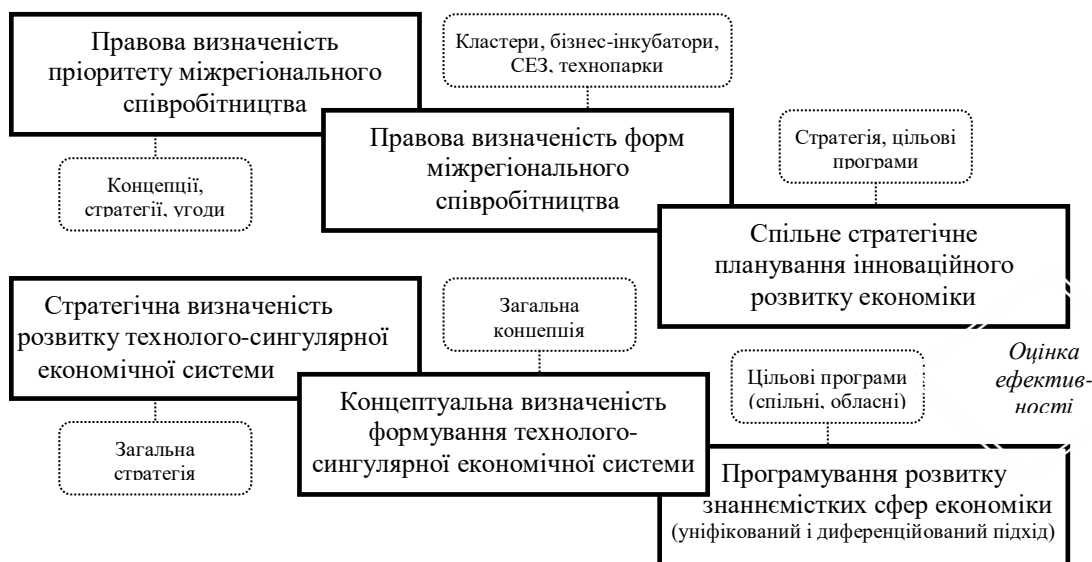 Правова визначеність
пріоритету міжрегіонального
співробітництва
Кластери, бізнес-інкубатори,
СЕЗ, технопарки
Концепції,
стратегії, угоди
Правова визначеність форм
міжрегіонального
співробітництва
Стратегія, цільові
програми
Спільне стратегічне
планування інноваційного
розвитку економіки
Стратегічна визначеність
розвитку технолого-сингулярної
економічної системи
Загальна
концепція
Загальна
стратегія
Концептуальна визначеність
формування технолого-
сингулярної економічної системи
Цільові програми
(спільні, обласні)
Оцінка
ефектив-
ності
Програмування розвитку
знаннємістких сфер економіки
(уніфікований і диференційований підхід)